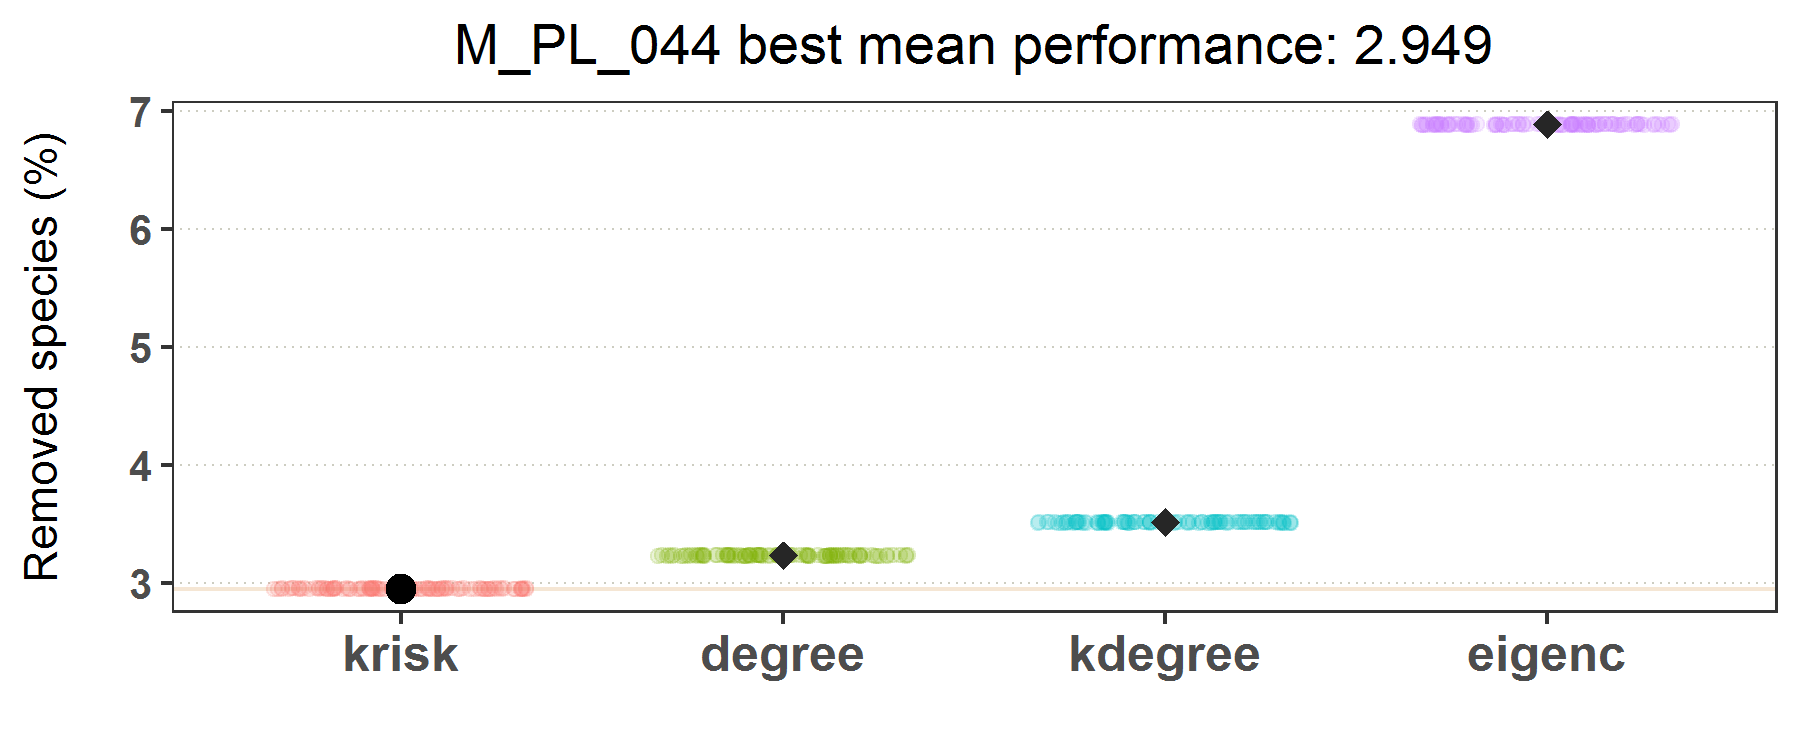 M_PL_044 best mean performance: 2.949
Removed species (%)
7
6
5
4
3
krisk degree kdegree eigenc